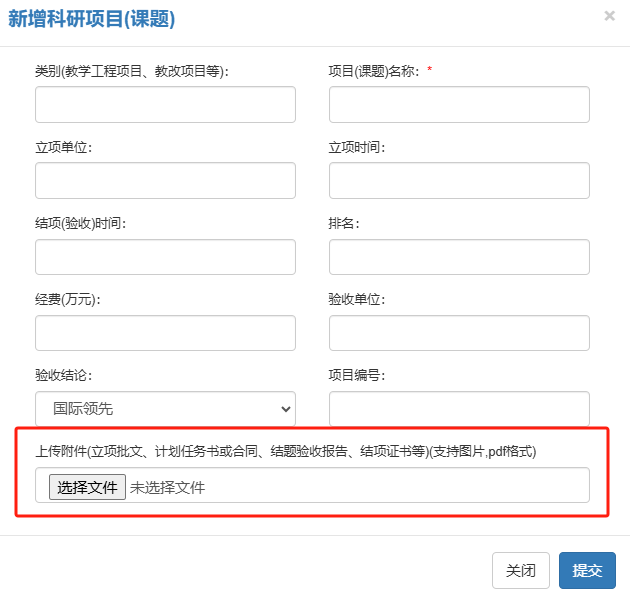 新增科研项目(课题)
×
类别(教学工程项目、教改项目等)：
项目(课题)名称：*
立项单位：
立项时间：
结项(验收)时间：
排名：
经费(万元)：
验收单位：
验收结论：
项目编号：
国际领先
上传附件(立项批文、计划任务书或合同、结题验收报告、结项证书等)(支持图片,pdf格式)
选择文件 未选择文件
关闭
提交